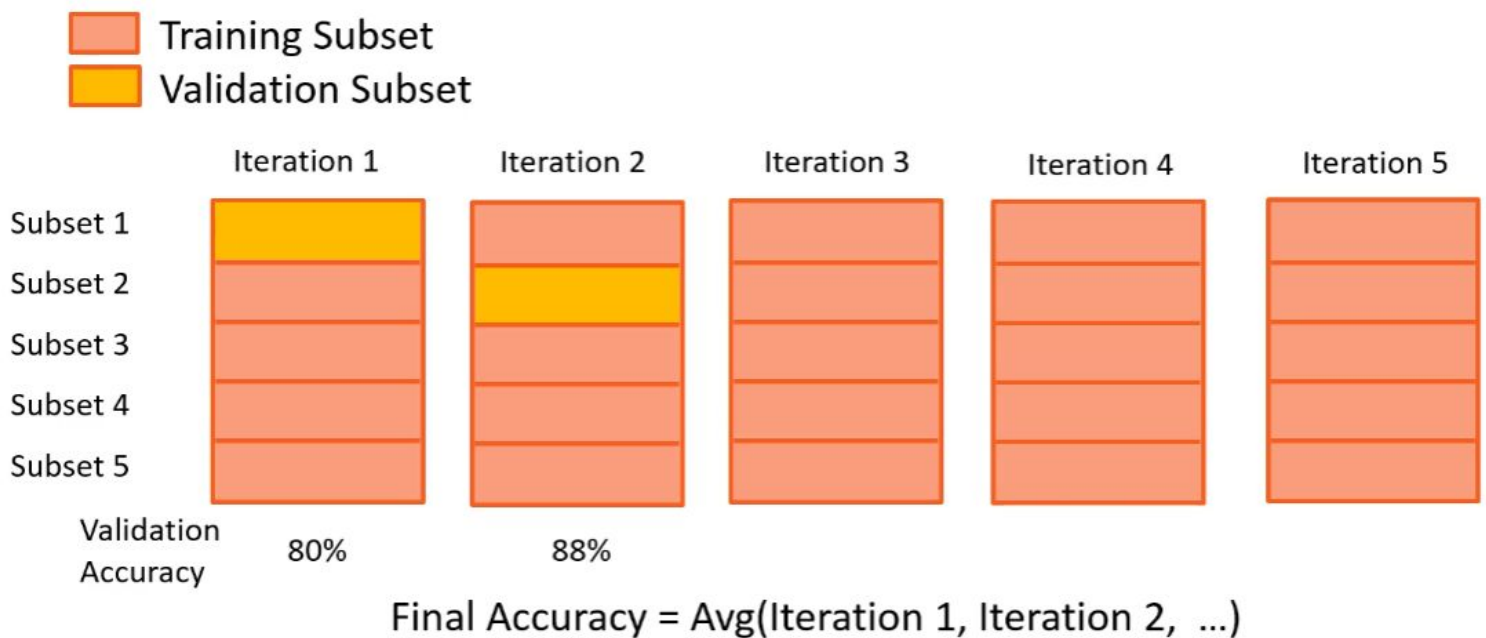 Training Subset
Validation Subset
Iteration 1
Iteration 2
Iteration 3
Iteration 4
Iteration 5
Subset 1
Subset 2
Subset 3
Subset 4
Subset 5
Validation
Accuracy
80%
88%
Final Accuracy = Avg(Iteration 1, Iteration 2, ...)